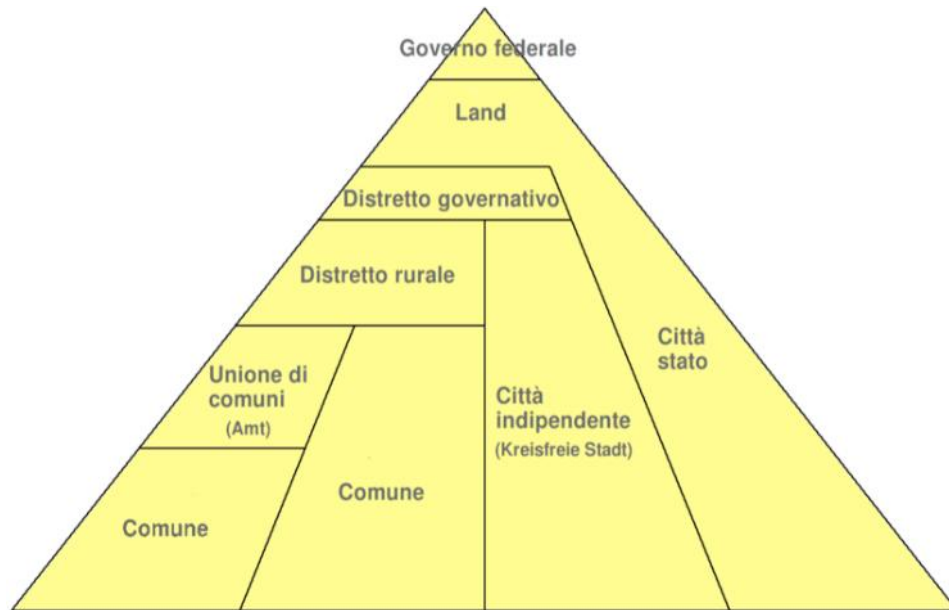 Governo federale
Land
Distretto governativo
Distretto rurale
Città
stato
Unione di
comuni
(Amt)
Città
indipendente
(Kreisfreie Stadt)
Comune
Comune